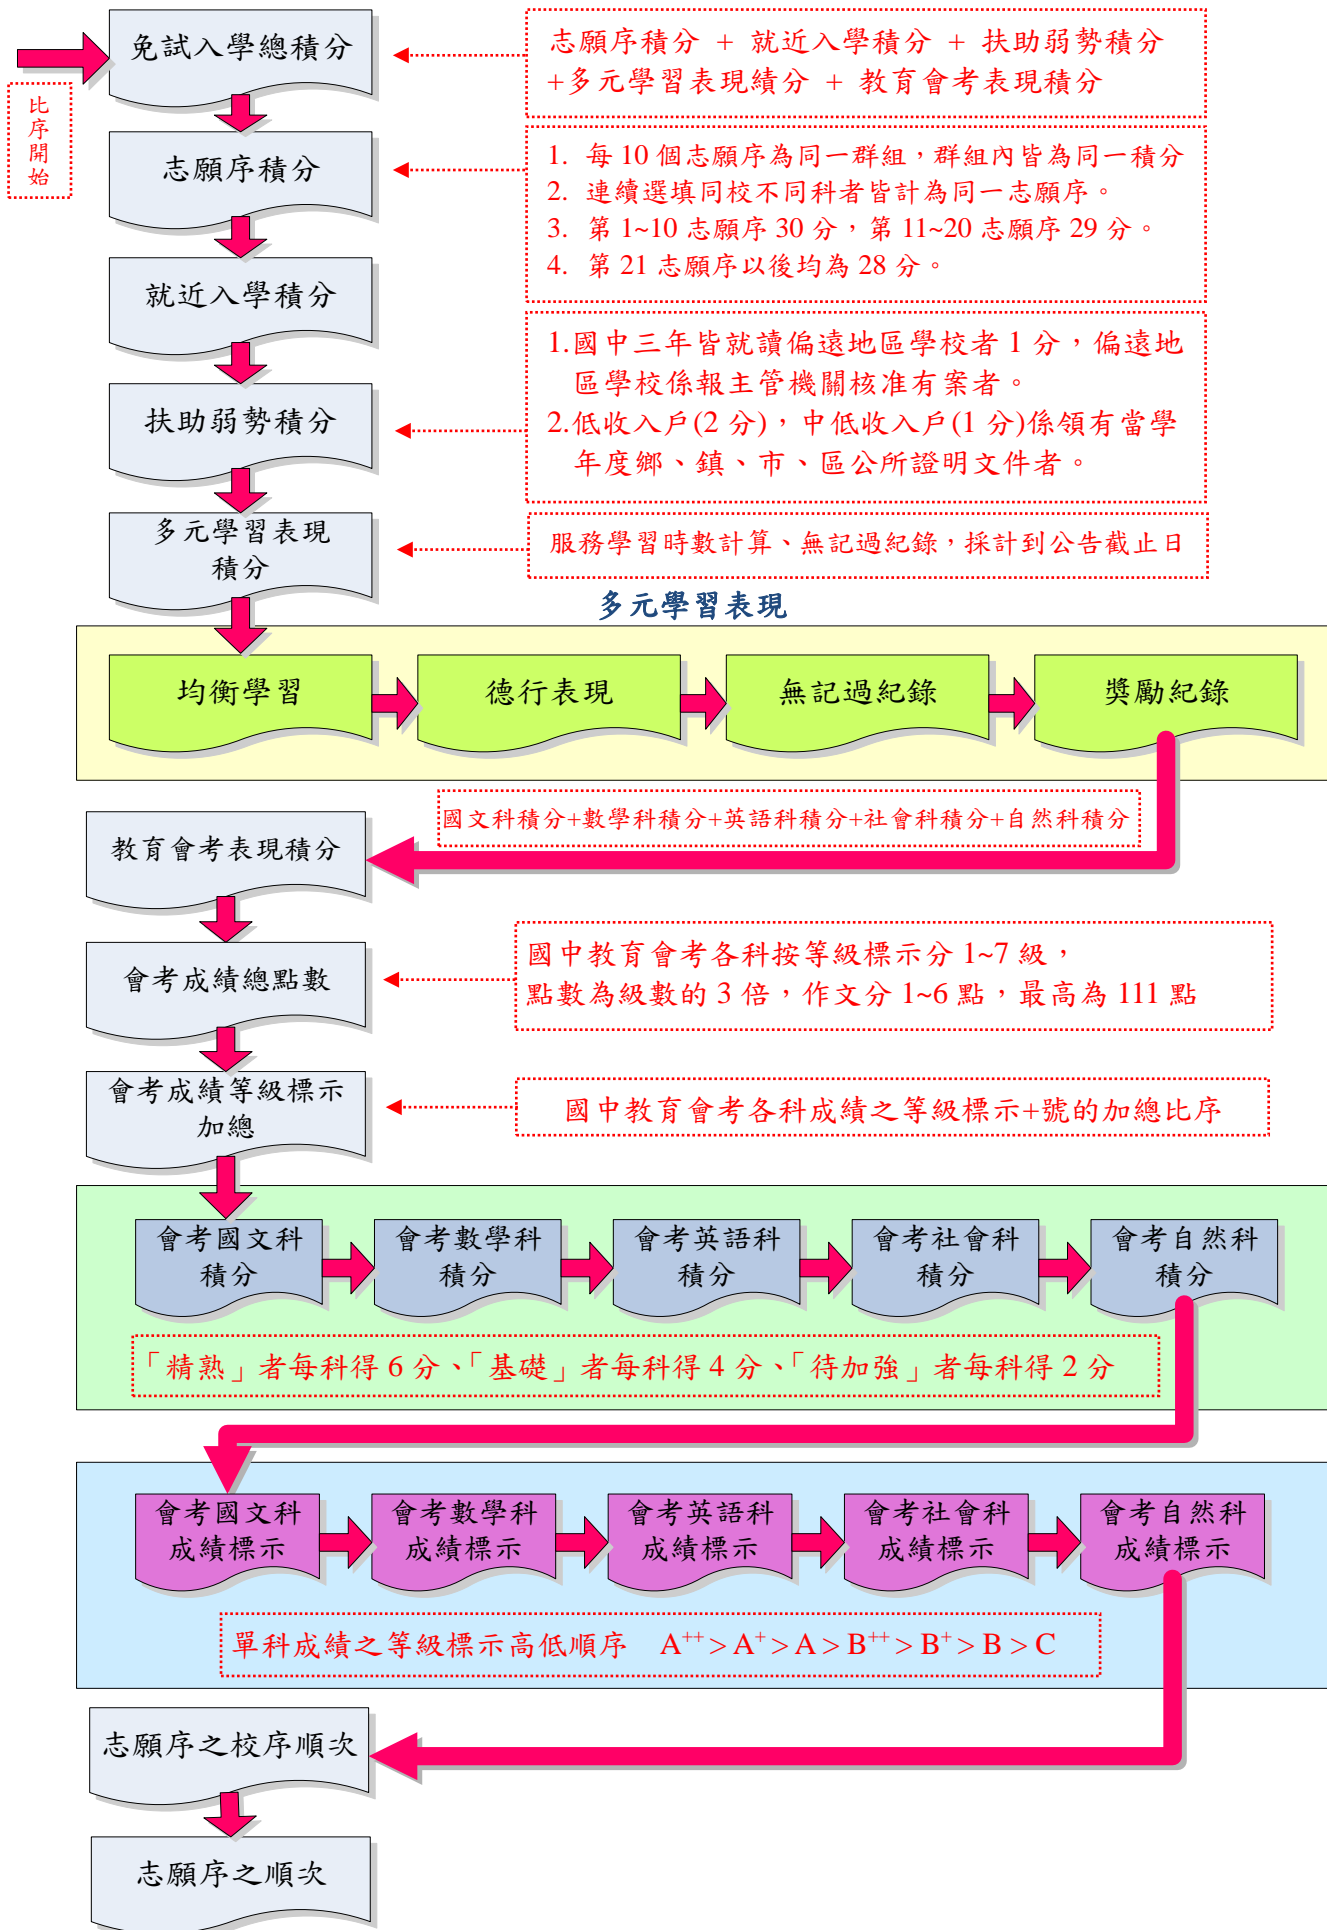 免試入學總積分
志願序積分 + 就近入學積分 + 扶助弱勢積分
+多元學習表現績分 + 教育會考表現積分
比
序
開
始
志願序積分
1. 每 10 個志願序為同一群組，群組內皆為同一積分
2. 連續選填同校不同科者皆計為同一志願序。
3. 第 1~10 志願序 30 分，第 11~20 志願序 29 分。
4. 第 21 志願序以後均為 28 分。
就近入學積分
扶助弱勢積分
1.國中三年皆就讀偏遠地區學校者 1 分，偏遠地
區學校係報主管機關核准有案者。
2.低收入戶(2 分)，中低收入戶(1 分)係領有當學
年度鄉、鎮、市、區公所證明文件者。
多元學習表現
積分
服務學習時數計算、無記過紀錄，採計到公告截止日
多元學習表現
均衡學習
德行表現
無記過紀錄
獎勵紀錄
國文科積分+數學科積分+英語科積分+社會科積分+自然科積分
教育會考表現積分
會考成績總點數
國中教育會考各科按等級標示分 1~7 級，
點數為級數的 3 倍，作文分 1~6 點，最高為 111 點
會考成績等級標示
加總
國中教育會考各科成績之等級標示+號的加總比序
會考國文科
積分
會考數學科
積分
會考英語科
積分
會考社會科
積分
會考自然科
積分
「精熟」者每科得 6 分、「基礎」者每科得 4 分、「待加強」者每科得 2 分
會考國文科
成績標示
會考數學科
成績標示
會考英語科
成績標示
會考社會科
成績標示
會考自然科
成績標示
單科成績之等級標示高低順序 A⁺⁺ > A⁺ > A > B⁺⁺ > B⁺ > B > C
志願序之校序順次
志願序之順次